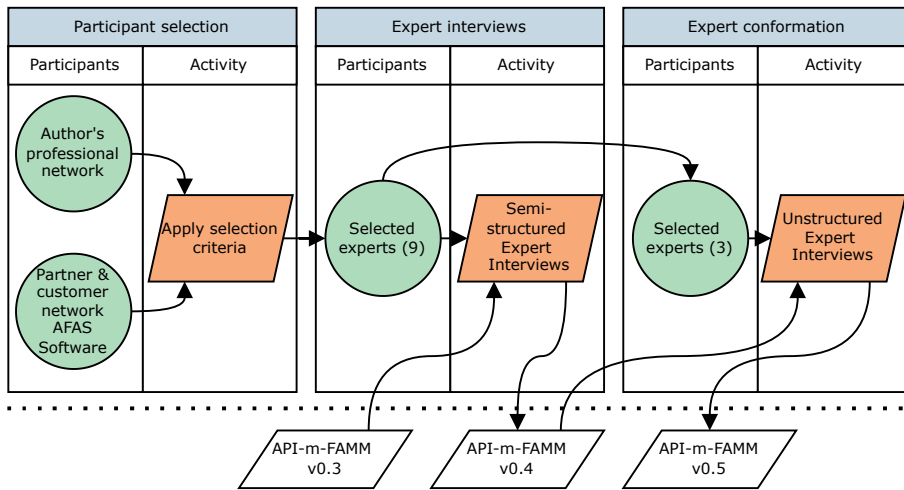 Participant selection
Expert interviews
Expert conformation
Participants
Activity
Participants
Activity
Participants
Activity
Author's
professional
network
Apply selection
criteria
Partner &
customer
network
AFAS
Software
Selected
experts (9)
Semi-
structured
Expert
Interviews
Selected
experts (3)
Unstructured
Expert
Interviews
API-m-FAMM
v0.3
API-m-FAMM
v0.4
API-m-FAMM
v0.5